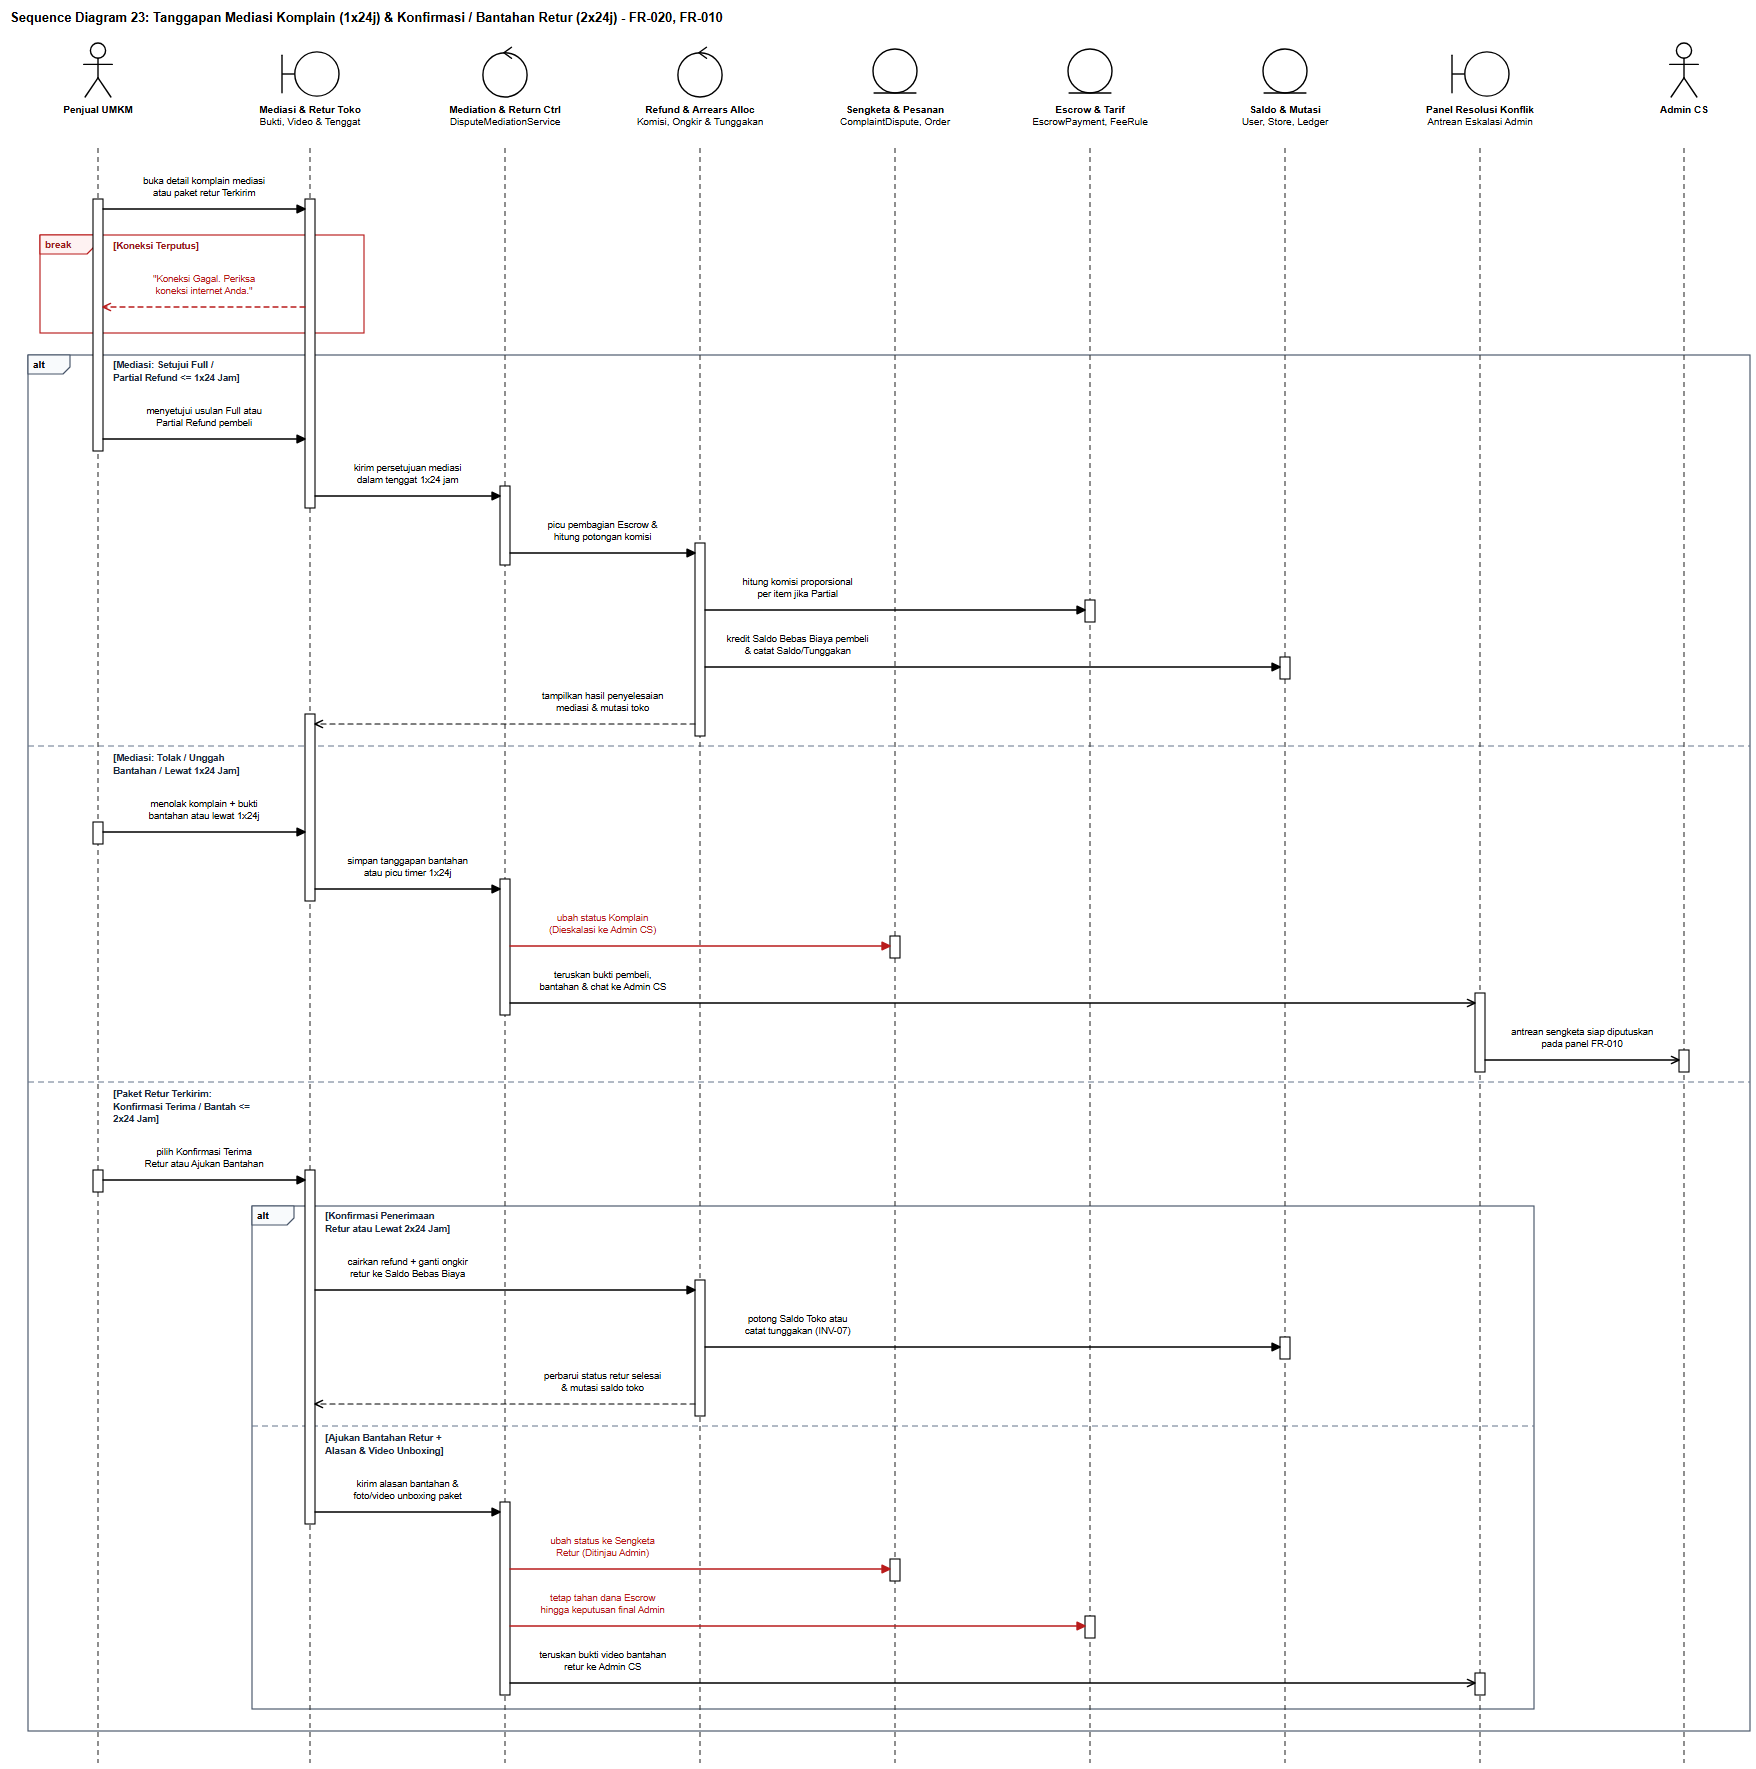 Sequence Diagram 23: Tanggapan Mediasi Komplain (1x24j) & Konfirmasi / Bantahan Retur (2x24j) - FR-020, FR-010
Penjual UMKM
Mediasi & Retur Toko
Bukti, Video & Tenggat
Mediation & Return Ctrl
DisputeMediationService
Refund & Arrears Alloc
Komisi, Ongkir & Tunggakan
Sengketa & Pesanan
ComplaintDispute, Order
Escrow & Tarif
EscrowPayment, FeeRule
Saldo & Mutasi
User, Store, Ledger
Panel Resolusi Konflik
Antrean Eskalasi Admin
Admin CS
buka detail komplain mediasi
atau paket retur Terkirim
break
[Koneksi Terputus]
"Koneksi Gagal. Periksa
koneksi internet Anda."
alt
[Mediasi: Setujui Full /
Partial Refund <= 1x24 Jam]
menyetujui usulan Full atau
Partial Refund pembeli
kirim persetujuan mediasi
dalam tenggat 1x24 jam
picu pembagian Escrow &
hitung potongan komisi
hitung komisi proporsional
per item jika Partial
kredit Saldo Bebas Biaya pembeli
& catat Saldo/Tunggakan
tampilkan hasil penyelesaian
mediasi & mutasi toko
[Mediasi: Tolak / Unggah
Bantahan / Lewat 1x24 Jam]
menolak komplain + bukti
bantahan atau lewat 1x24j
simpan tanggapan bantahan
atau picu timer 1x24j
ubah status Komplain
(Dieskalasi ke Admin CS)
teruskan bukti pembeli,
bantahan & chat ke Admin CS
antrean sengketa siap diputuskan
pada panel FR-010
[Paket Retur Terkirim:
Konfirmasi Terima / Bantah <=
2x24 Jam]
pilih Konfirmasi Terima
Retur atau Ajukan Bantahan
alt
[Konfirmasi Penerimaan
Retur atau Lewat 2x24 Jam]
cairkan refund + ganti ongkir
retur ke Saldo Bebas Biaya
potong Saldo Toko atau
catat tunggakan (INV-07)
perbarui status retur selesai
& mutasi saldo toko
[Ajukan Bantahan Retur +
Alasan & Video Unboxing]
kirim alasan bantahan &
foto/video unboxing paket
ubah status ke Sengketa
Retur (Ditinjau Admin)
tetap tahan dana Escrow
hingga keputusan final Admin
teruskan bukti video bantahan
retur ke Admin CS